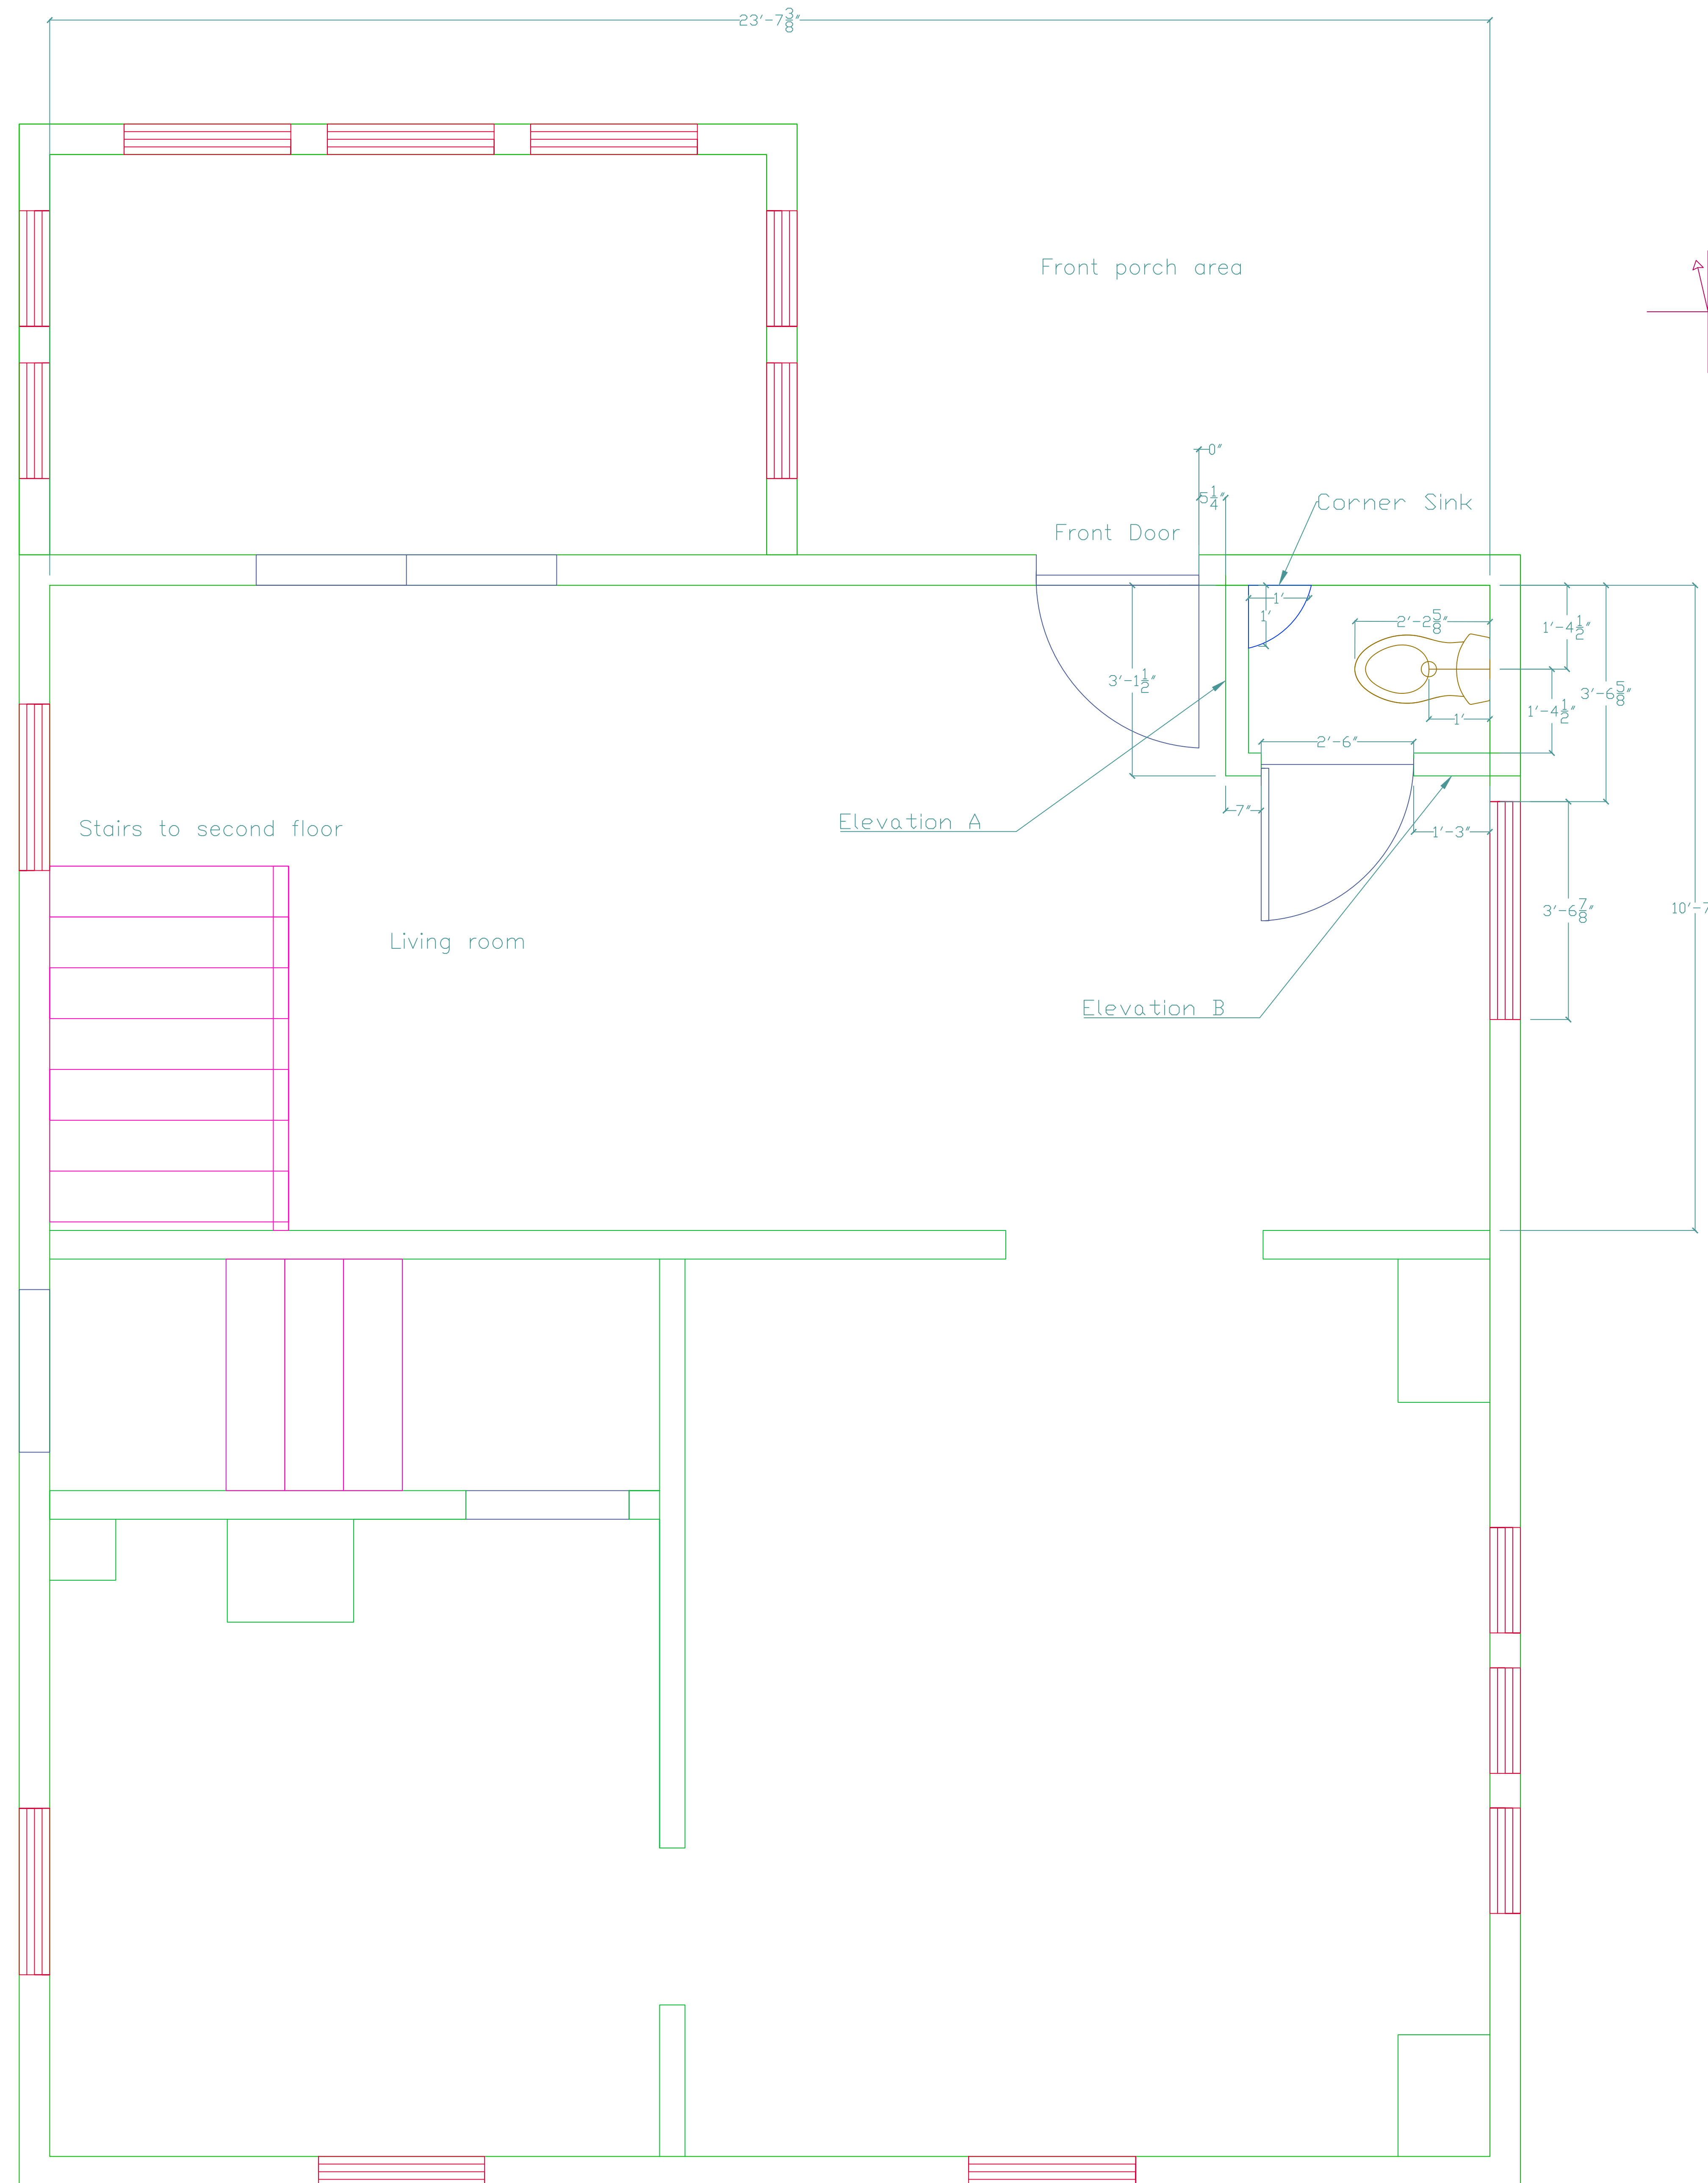 23'-7 3/8"
Front porch area
0"
5 1/4"
Corner Sink
Front Door
1'
1'
2'-2 5/8"
1'-4 1/2"
3'-1 1/2"
3'-6 5/8"
1'-4 1/2"
1'
2'-6"
7"
Elevation A
1'-3"
Stairs to second floor
3'-6 7/8"
10'-7
Living room
Elevation B